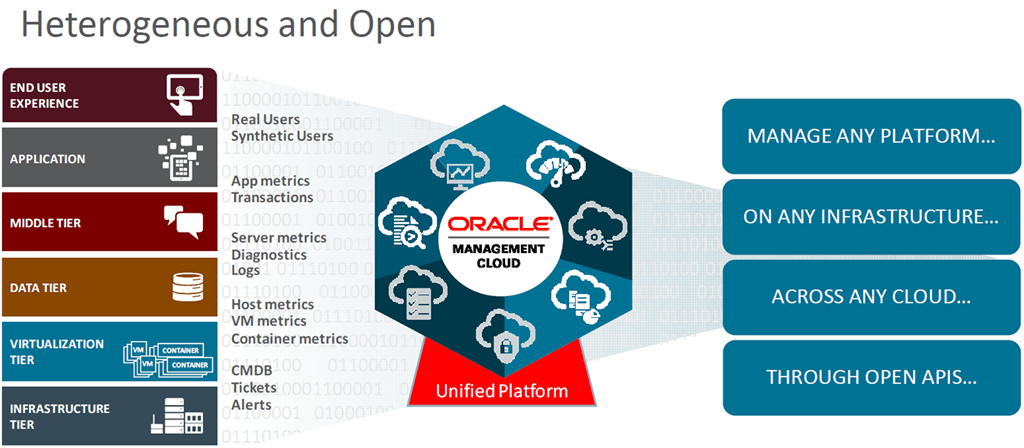 Heterogeneous and Open
END USER
EXPERIENCE
APPLICATION
MIDDLE TIER
DATA TIER
VIRTUALIZATION
TIER
VM
CONTAINER
VM
CONTAINER
INFRASTRUCTURE
TIER
Real Users
Synthetic Users
App metrics
Transactions
Server metrics
Diagnostics
Logs
Host metrics
VM metrics
Container metrics
CMDB
Tickets
Alerts
ORACLE®
MANAGEMENT
CLOUD
Unified Platform
MANAGE ANY PLATFORM...
ON ANY INFRASTRUCTURE...
ACROSS ANY CLOUD...
THROUGH OPEN APIS...